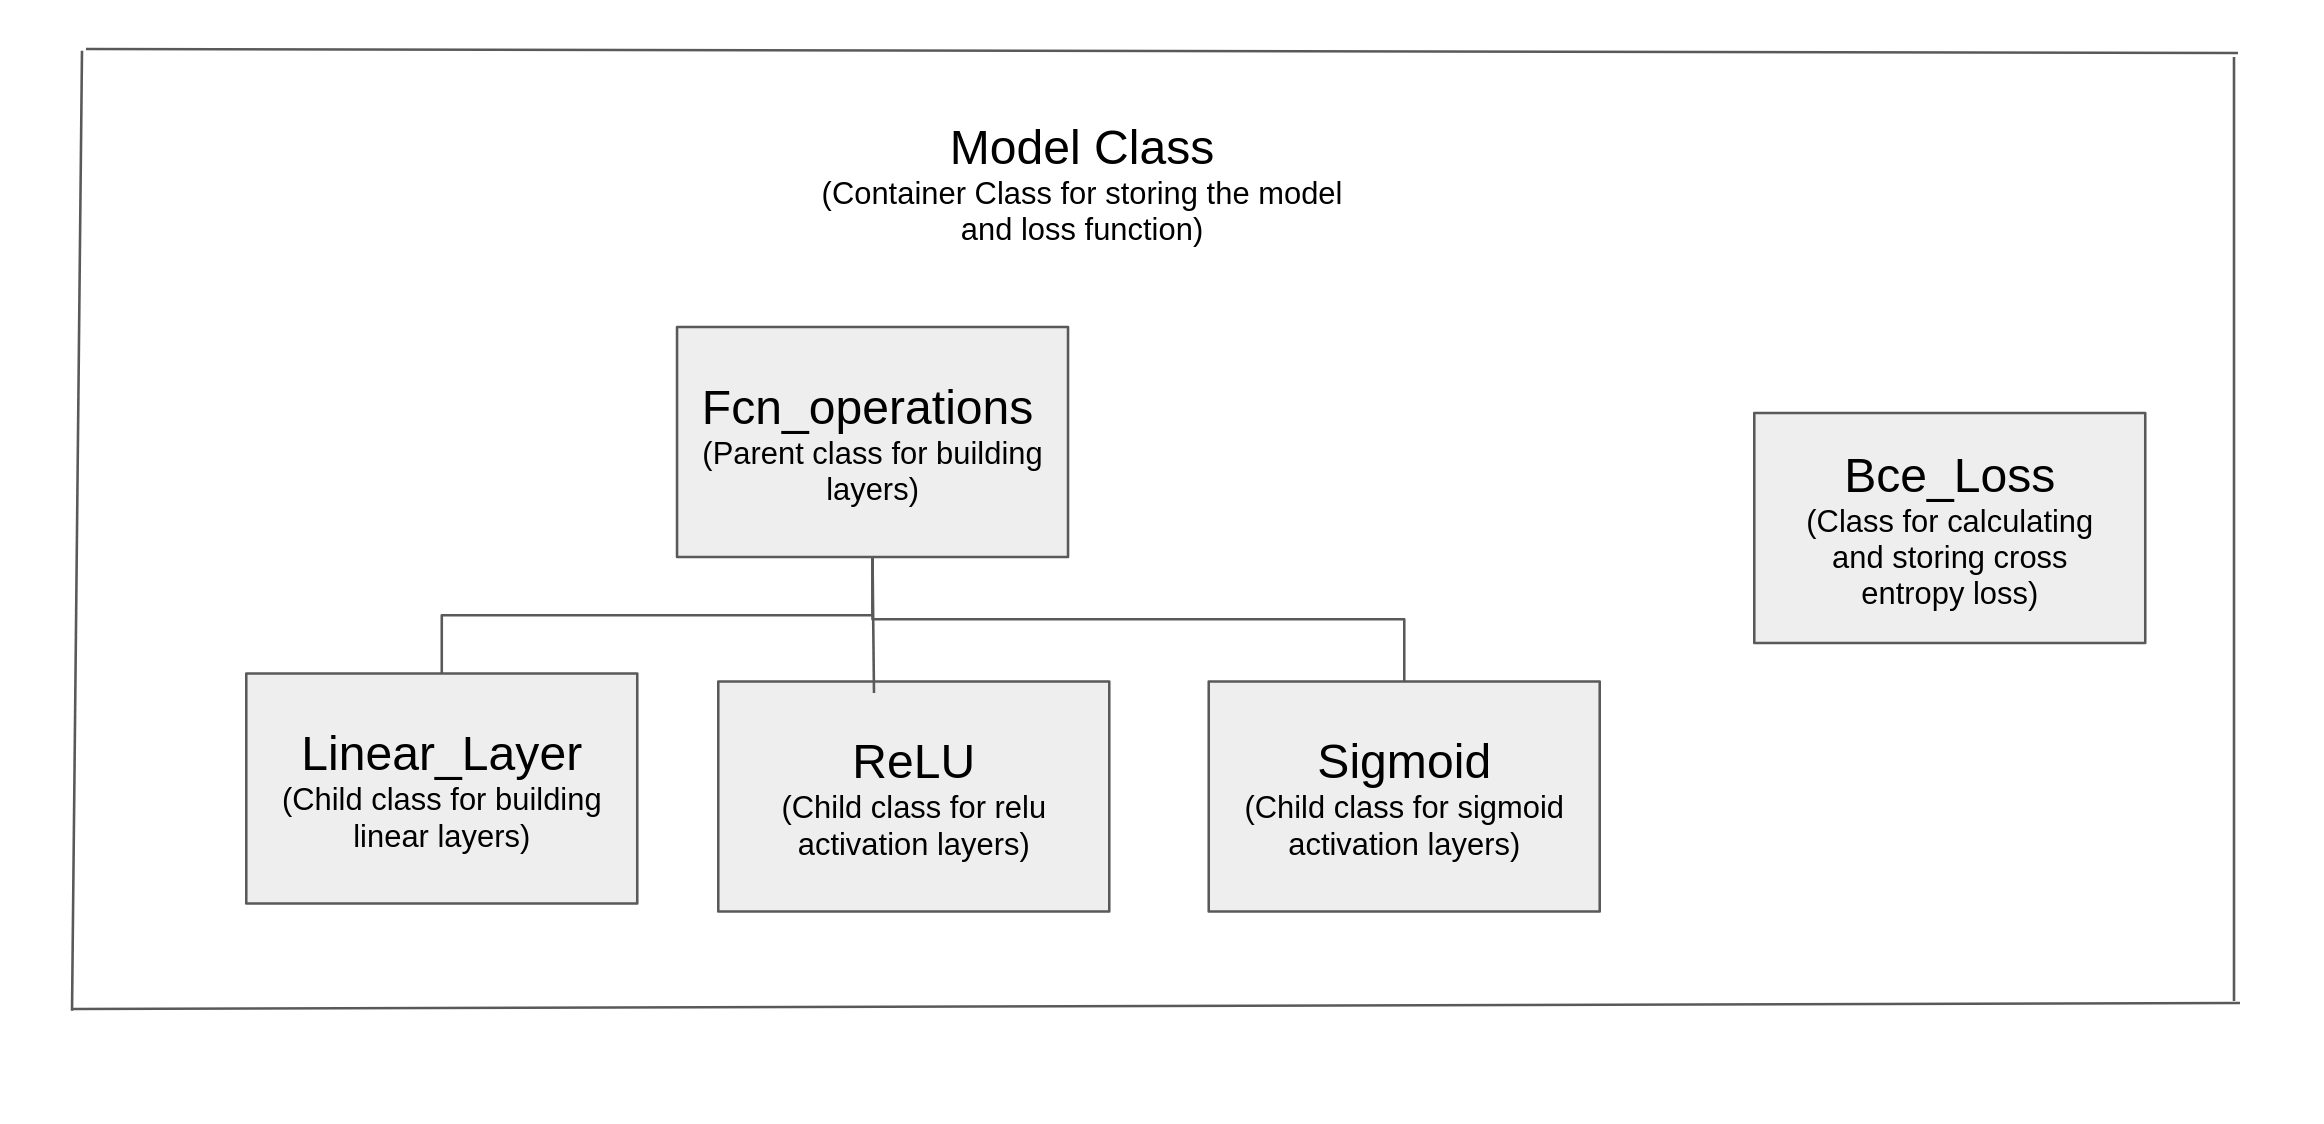 Model Class
(Container Class for storing the model
and loss function)
Fcn_operations
(Parent class for building
layers)
Bce_Loss
(Class for calculating
and storing cross
entropy loss)
Linear_Layer
(Child class for building
linear layers)
ReLU
(Child class for relu
activation layers)
Sigmoid
(Child class for sigmoid
activation layers)